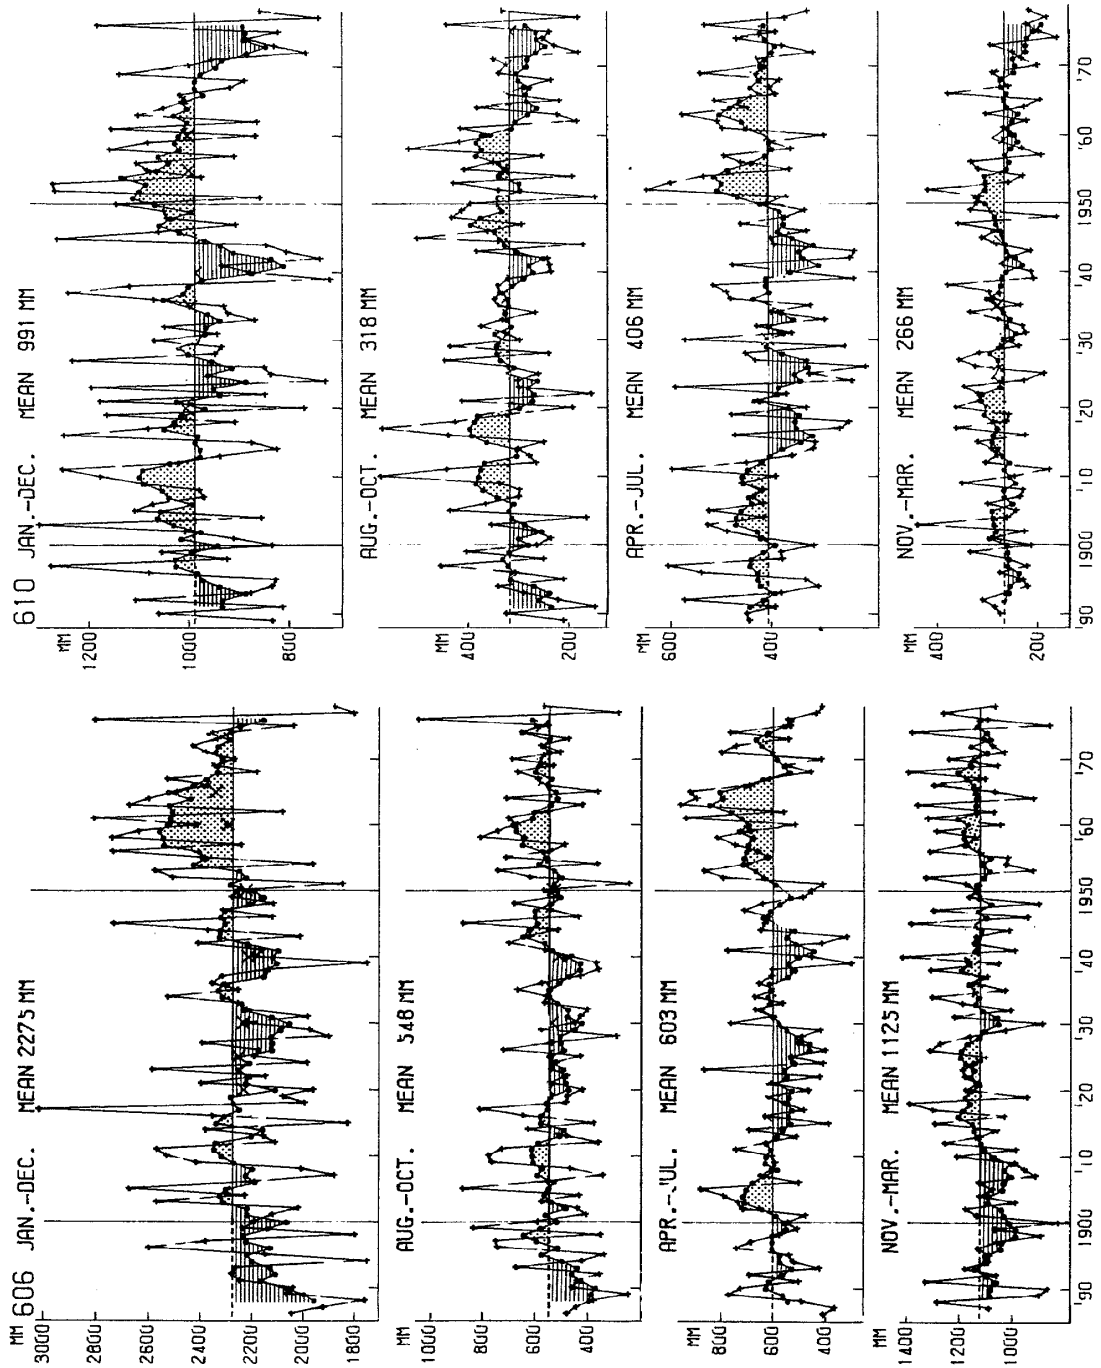 610 JAN.-DEC. MEAN 991 MM
MM
1200
1000
800
AUG.-OCT. MEAN 318 MM
MM
400
200
APR.-JUL. MEAN 406 MM
MM
600
400
NOV.-MAR. MEAN 266 MM
MM
400
200
'90 1900 '10 '20 '30 '40 1950 '60 '70
606 JAN.-DEC. MEAN 2275 MM
MM
3000
2800
2600
2400
2200
2000
1800
AUG.-OCT. MEAN 548 MM
MM
800
600
400
APR.-JUL. MEAN 603 MM
MM
800
600
400
NOV.-MAR. MEAN 1125 MM
MM
1400
1200
1000
'90 1900 '10 '20 '30 '40 1950 '60 '70